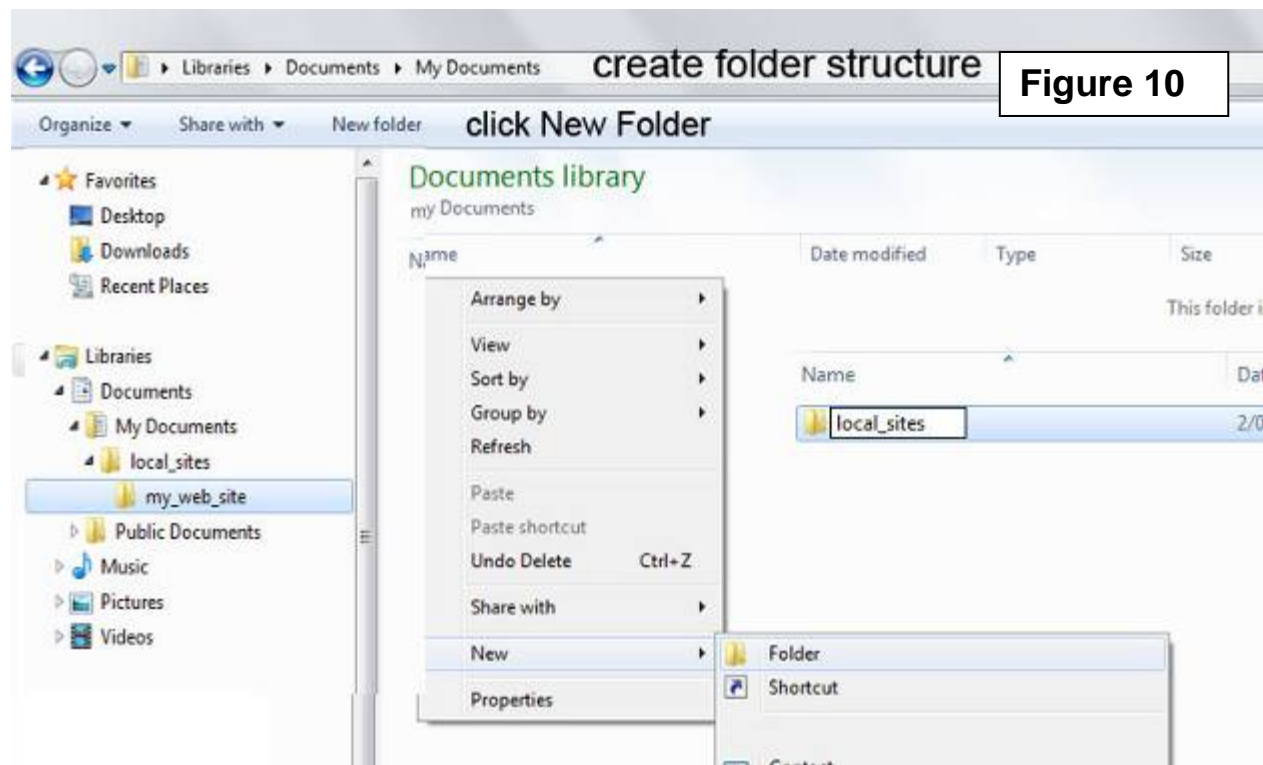 Libraries ▸ Documents ▸ My Documents create folder structure
Figure 10
Organize Share with New folder click New Folder
Favorites
Desktop
Downloads
Recent Places
Libraries
Documents
My Documents
local_sites
my_web_site
Public Documents
Music
Pictures
Videos
Documents library
my Documents
Name Date modified Type Size
This folder
Arrange by
View
Sort by
Group by
Refresh
Paste
Paste shortcut
Undo Delete Ctrl+Z
Share with
New
Properties
Name
local_sites 2/0
Folder
Shortcut